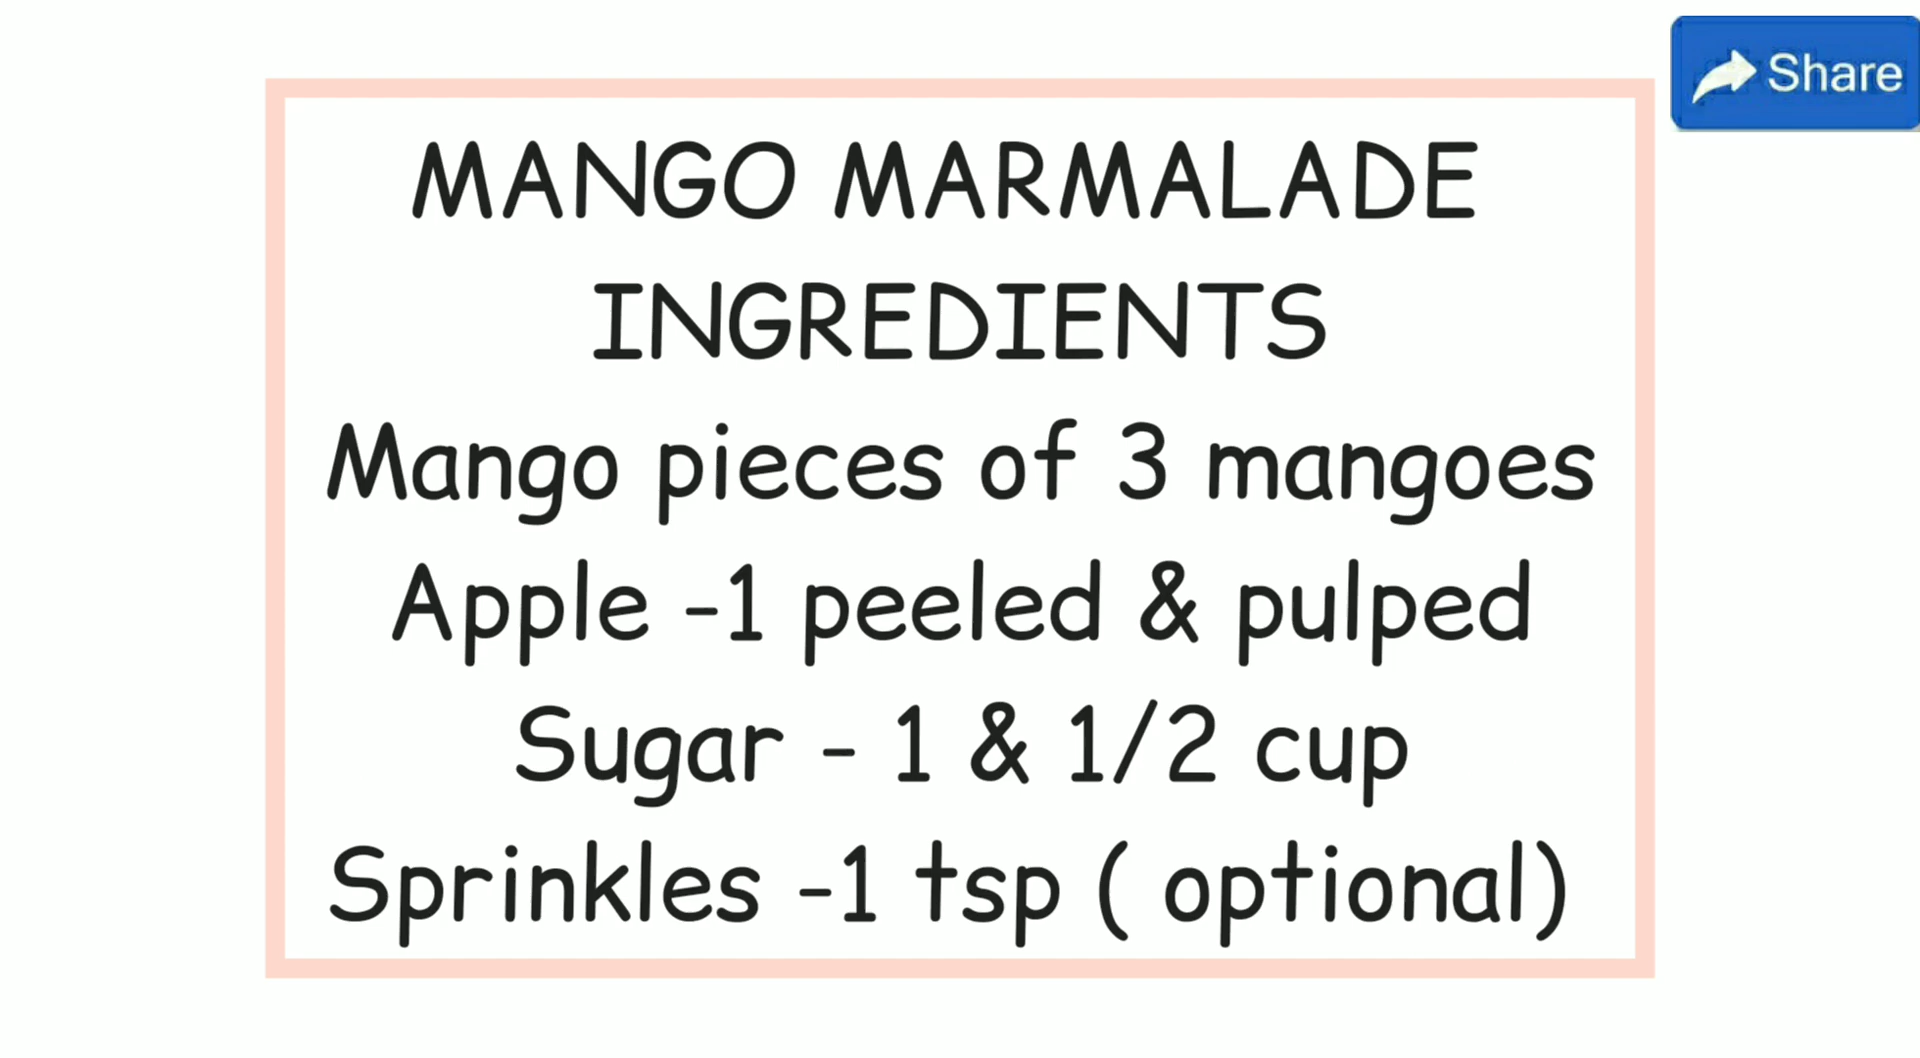 Share
MANGO MARMALADE
INGREDIENTS
Mango pieces of 3 mangoes
Apple -1 peeled & pulped
Sugar - 1 & 1/2 cup
Sprinkles -1 tsp ( optional)